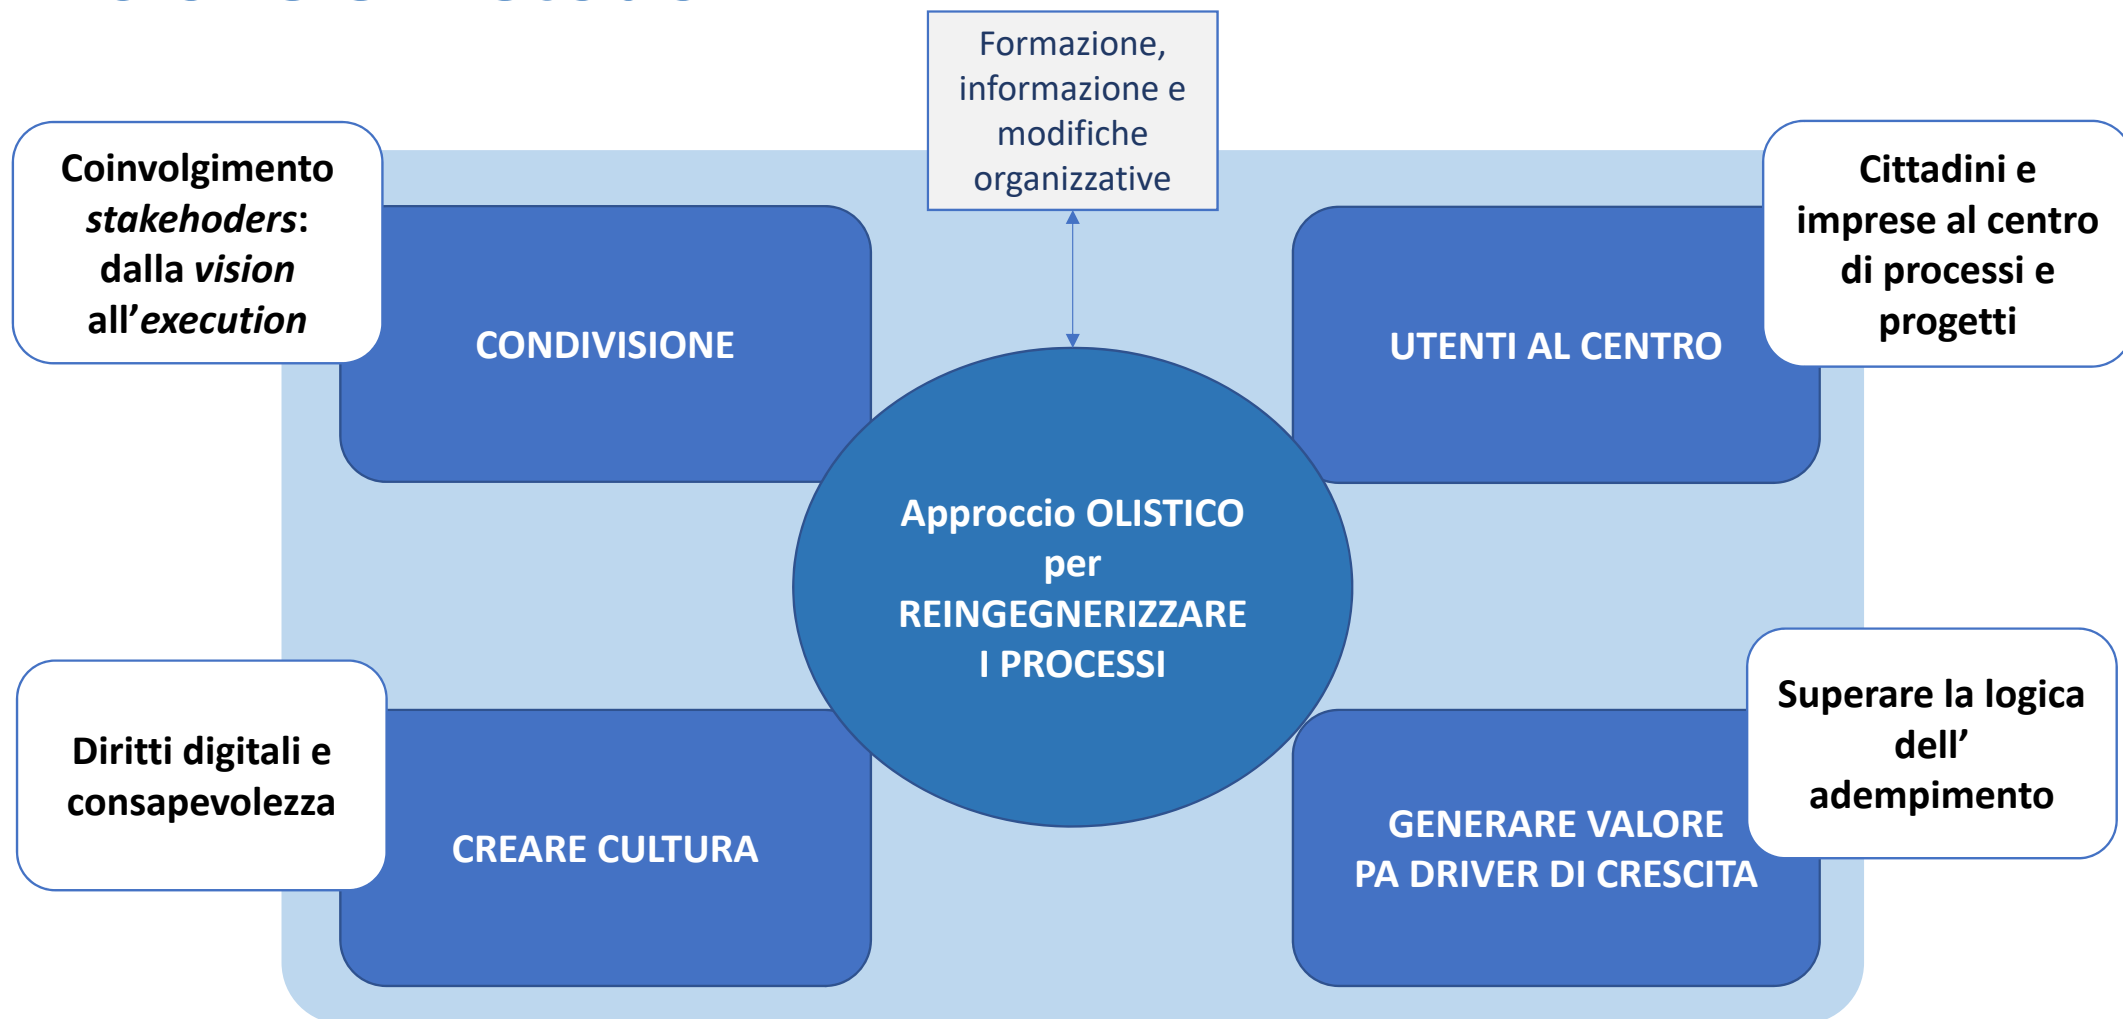 Formazione,
informazione e
modifiche
organizzative
Coinvolgimento
stakehoders:
dalla vision
all’execution
CONDIVISIONE
Cittadini e
imprese al centro
di processi e
progetti
UTENTI AL CENTRO
Approccio OLISTICO
per
REINGEGNERIZZARE
I PROCESSI
Diritti digitali e
consapevolezza
CREARE CULTURA
Superare la logica
dell’
adempimento
GENERARE VALORE
PA DRIVER DI CRESCITA